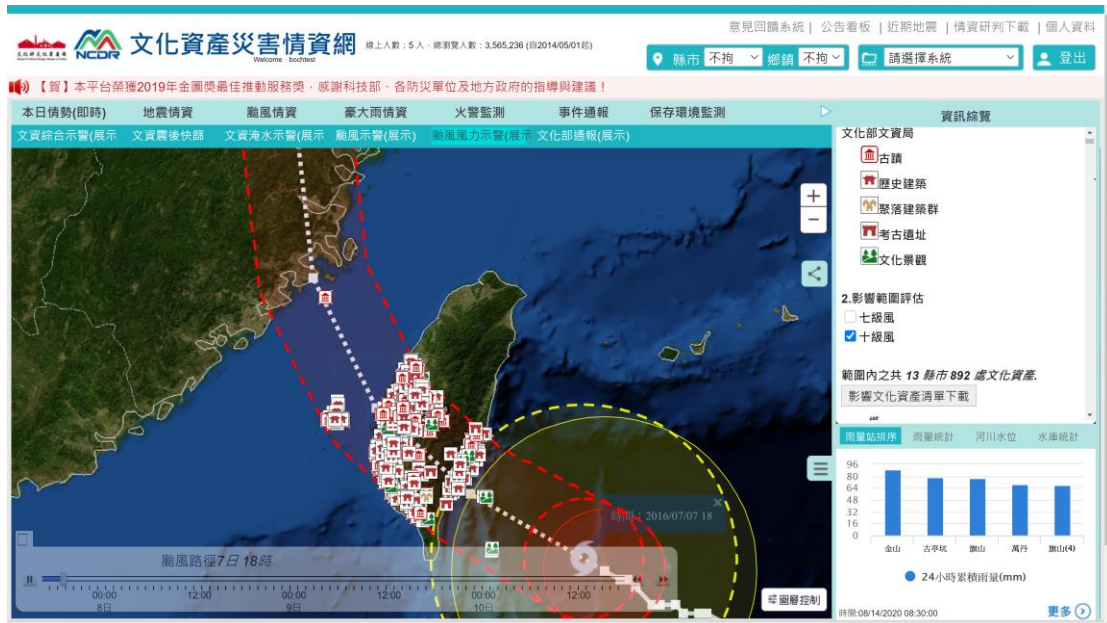 意見回饋系統 | 公告看板 | 近期地震 | 情資研判下載 | 個人資料
文化部文化資產局
NCDR
文化資產災害情資網
Welcome - bochtest
線上人數：5 人 · 總瀏覽人數：3,565,236 (自2014/05/01起)
縣市 不拘 鄉鎮 不拘
請選擇系統
登出
【賀】本平台榮獲2019年金圖獎最佳推動服務獎，感謝科技部、各防災單位及地方政府的指導與建議！
本日情勢(即時) 地震情資 颱風情資 豪大雨情資 火警監測 事件通報 保存環境監測
文資綜合示警(展示 文資震後快篩 文資淹水示警(展示 颱風示警(展示) 颱風風力示警(展示 文化部通報(展示)
+
−
時間：2016/07/07 18
×
颱風路徑7日 18時
00:00 12:00 00:00 12:00 00:00 12:00
8日 9日 10日
圖層控制
資訊綜覽
文化部文資局
古蹟
歷史建築
聚落建築群
考古遺址
文化景觀
2.影響範圍評估
七級風
十級風
範圍內之共 13 縣市 892 處文化資產.
影響文化資產清單下載
雨量站排序 雨量統計 河川水位 水庫統計
96
80
64
48
32
16
0
金山 古亭坑 旗山 萬丹 旗山(4)
24小時累積雨量(mm)
時間:08/14/2020 08:30:00
更多